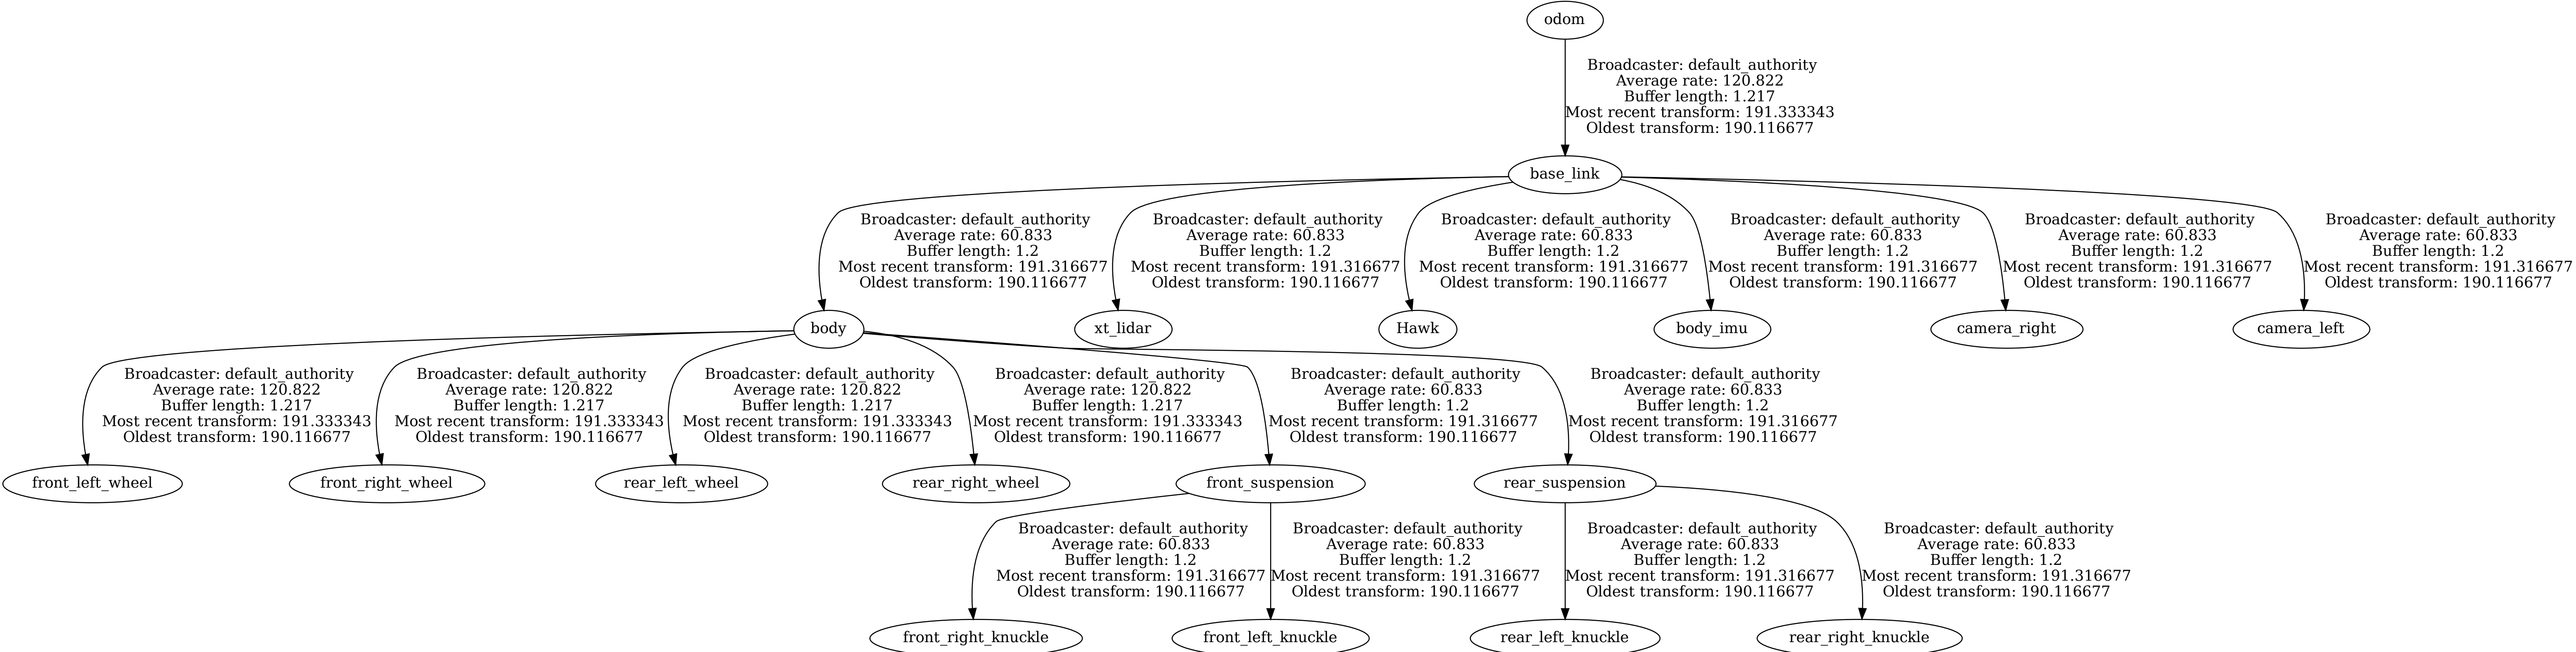 odom
Broadcaster: default_authority
Average rate: 120.822
Buffer length: 1.217
Most recent transform: 191.333343
Oldest transform: 190.116677
base_link
Broadcaster: default_authority
Average rate: 60.833
Buffer length: 1.2
Most recent transform: 191.316677
Oldest transform: 190.116677
Broadcaster: default_authority
Average rate: 60.833
Buffer length: 1.2
Most recent transform: 191.316677
Oldest transform: 190.116677
Broadcaster: default_authority
Average rate: 60.833
Buffer length: 1.2
Most recent transform: 191.316677
Oldest transform: 190.116677
Broadcaster: default_authority
Average rate: 60.833
Buffer length: 1.2
Most recent transform: 191.316677
Oldest transform: 190.116677
Broadcaster: default_authority
Average rate: 60.833
Buffer length: 1.2
Most recent transform: 191.316677
Oldest transform: 190.116677
Broadcaster: default_authority
Average rate: 60.833
Buffer length: 1.2
Most recent transform: 191.316677
Oldest transform: 190.116677
body
xt_lidar
Hawk
body_imu
camera_right
camera_left
Broadcaster: default_authority
Average rate: 120.822
Buffer length: 1.217
Most recent transform: 191.333343
Oldest transform: 190.116677
Broadcaster: default_authority
Average rate: 120.822
Buffer length: 1.217
Most recent transform: 191.333343
Oldest transform: 190.116677
Broadcaster: default_authority
Average rate: 120.822
Buffer length: 1.217
Most recent transform: 191.333343
Oldest transform: 190.116677
Broadcaster: default_authority
Average rate: 120.822
Buffer length: 1.217
Most recent transform: 191.333343
Oldest transform: 190.116677
Broadcaster: default_authority
Average rate: 60.833
Buffer length: 1.2
Most recent transform: 191.316677
Oldest transform: 190.116677
Broadcaster: default_authority
Average rate: 60.833
Buffer length: 1.2
Most recent transform: 191.316677
Oldest transform: 190.116677
front_left_wheel
front_right_wheel
rear_left_wheel
rear_right_wheel
front_suspension
rear_suspension
Broadcaster: default_authority
Average rate: 60.833
Buffer length: 1.2
Most recent transform: 191.316677
Oldest transform: 190.116677
Broadcaster: default_authority
Average rate: 60.833
Buffer length: 1.2
Most recent transform: 191.316677
Oldest transform: 190.116677
Broadcaster: default_authority
Average rate: 60.833
Buffer length: 1.2
Most recent transform: 191.316677
Oldest transform: 190.116677
Broadcaster: default_authority
Average rate: 60.833
Buffer length: 1.2
Most recent transform: 191.316677
Oldest transform: 190.116677
front_right_knuckle
front_left_knuckle
rear_left_knuckle
rear_right_knuckle